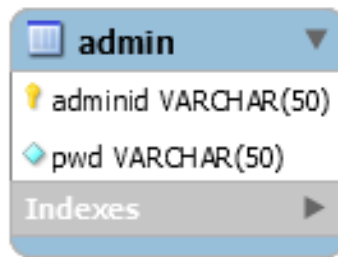 admin
adminid VARCHAR(50)
pwd VARCHAR(50)
Indexes